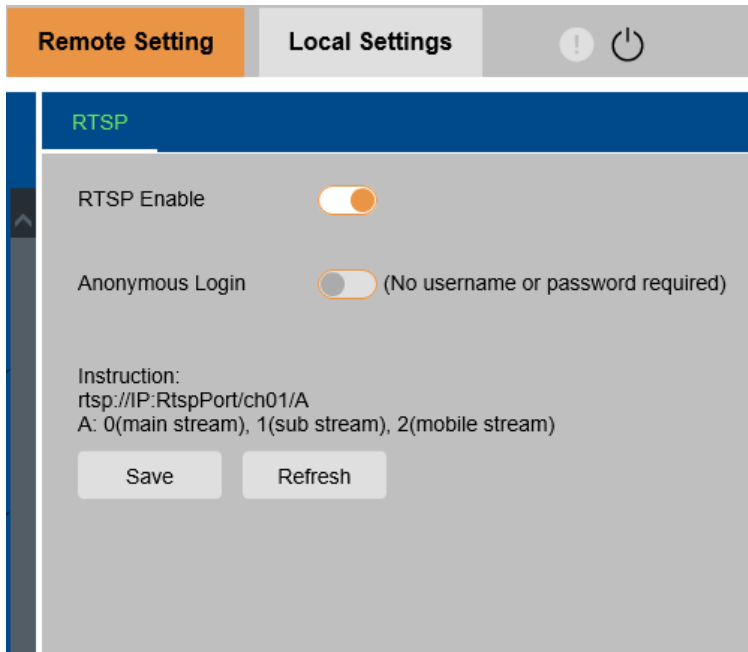 Remote Setting
Local Settings
RTSP
RTSP Enable
Anonymous Login
(No username or password required)
Instruction:
rtsp://IP:RtspPort/ch01/A
A: 0(main stream), 1(sub stream), 2(mobile stream)
Save
Refresh